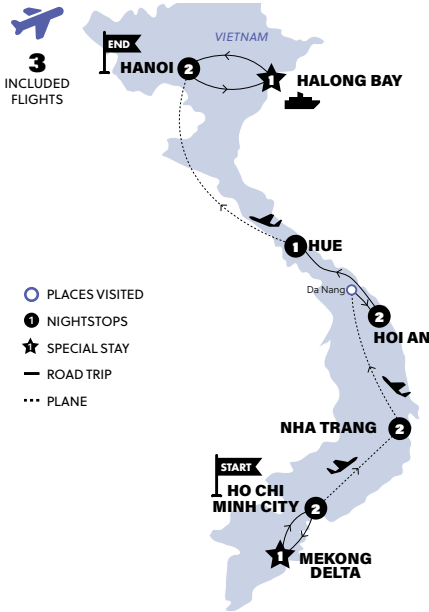 3
INCLUDED
FLIGHTS
END
VIETNAM
HANOI
2
1
HALONG BAY
1
HUE
Da Nang
2
HOI AN
PLACES VISITED
1
NIGHTSTOPS
1
SPECIAL STAY
ROAD TRIP
PLANE
NHA TRANG
2
START
HO CHI
MINH CITY
2
1
MEKONG
DELTA